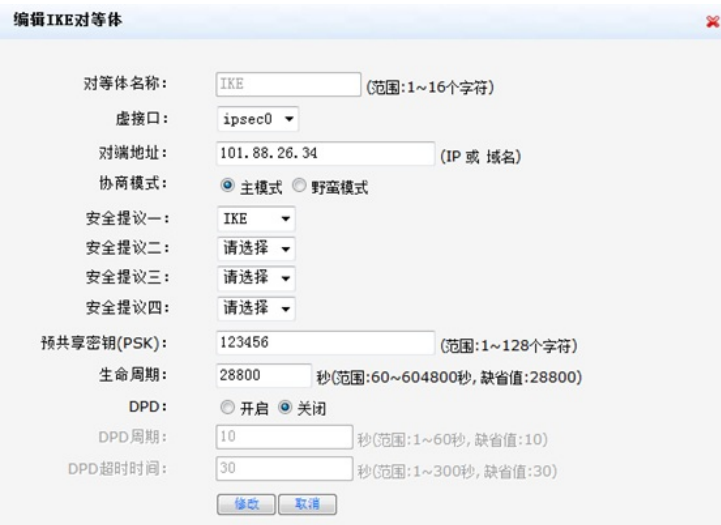 编辑IKE对等体
对等体名称: IKE (范围:1~16个字符)
虚接口: ipsec0
对端地址: 101.88.26.34 (IP 或 域名)
协商模式: 主模式 野蛮模式
安全提议一: IKE
安全提议二: 请选择
安全提议三: 请选择
安全提议四: 请选择
预共享密钥(PSK): 123456 (范围:1~128个字符)
生命周期: 28800 秒(范围:60~604800秒,缺省值:28800)
DPD: 开启 关闭
DPD周期: 10 秒(范围:1~60秒,缺省值:10)
DPD超时时间: 30 秒(范围:1~300秒,缺省值:30)
修改 取消